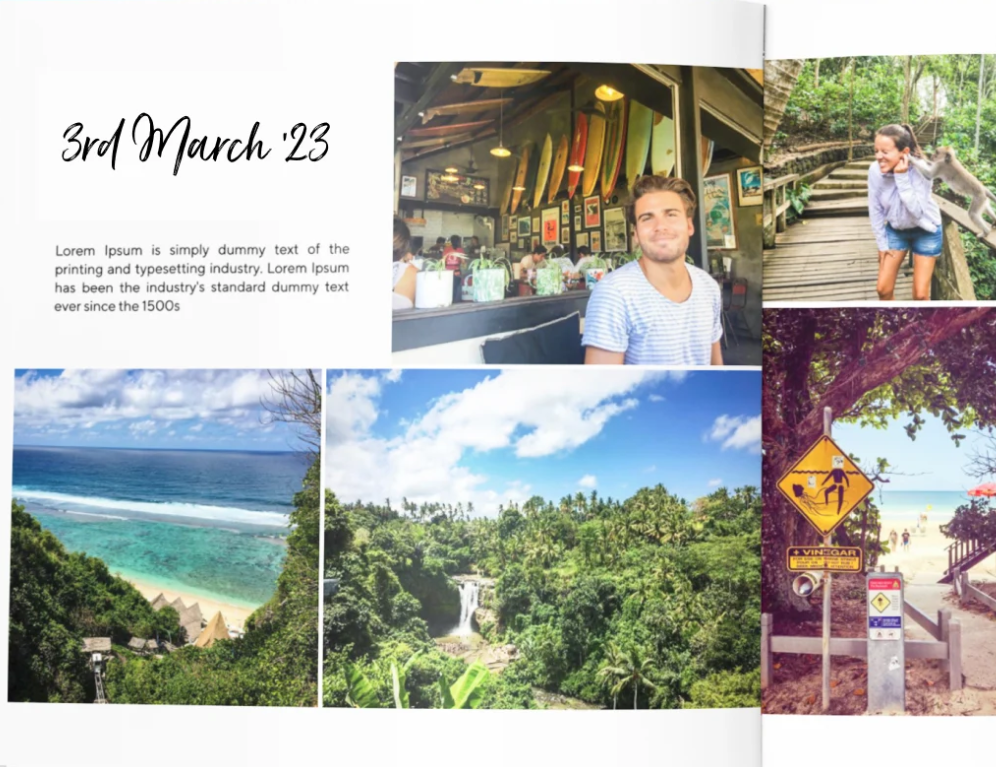 3rd March '23
Lorem Ipsum is simply dummy text of the
printing and typesetting industry. Lorem Ipsum
has been the industry's standard dummy text
ever since the 1500s
+ VINEGAR